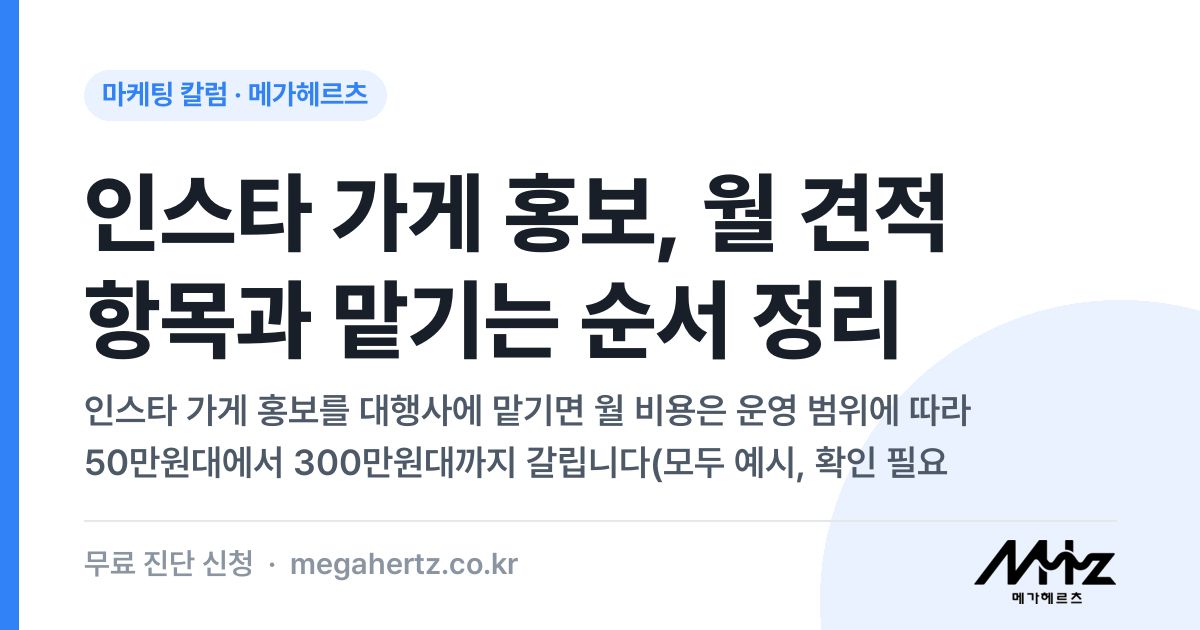 마케팅 칼럼 · 메가헤르츠
인스타 가게 홍보, 월 견적
항목과 맡기는 순서 정리
인스타 가게 홍보를 대행사에 맡기면 월 비용은 운영 범위에 따라
50만원대에서 300만원대까지 갈립니다(모두 예시, 확인 필요
무료 진단 신청 · megahertz.co.kr
MHz
메가헤르츠